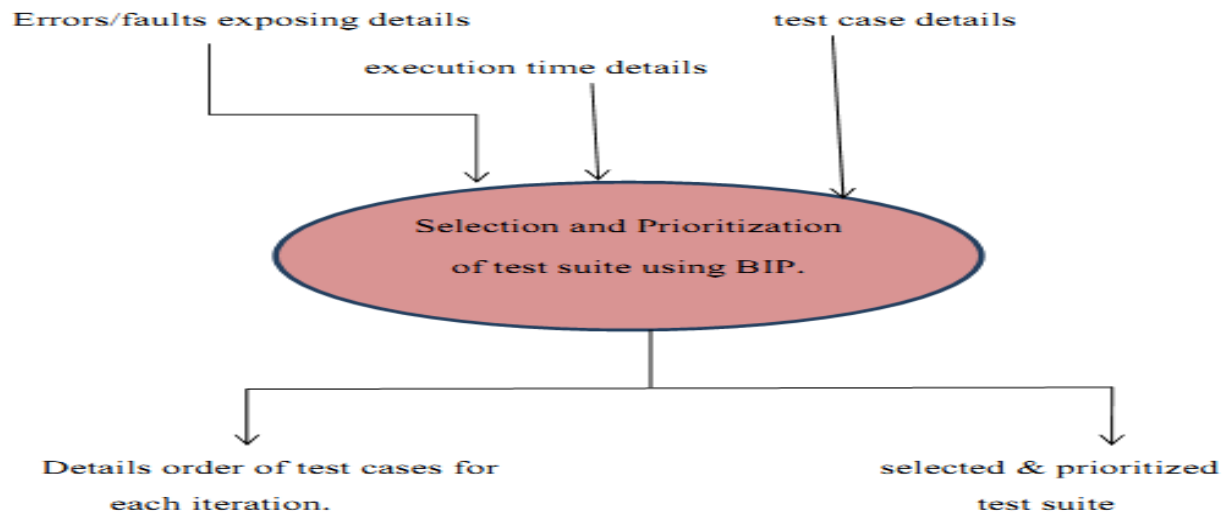 Errors/faults exposing details
test case details
execution time details
Selection and Prioritization
of test suite using BIP.
Details order of test cases for
each iteration.
selected & prioritized
test suite